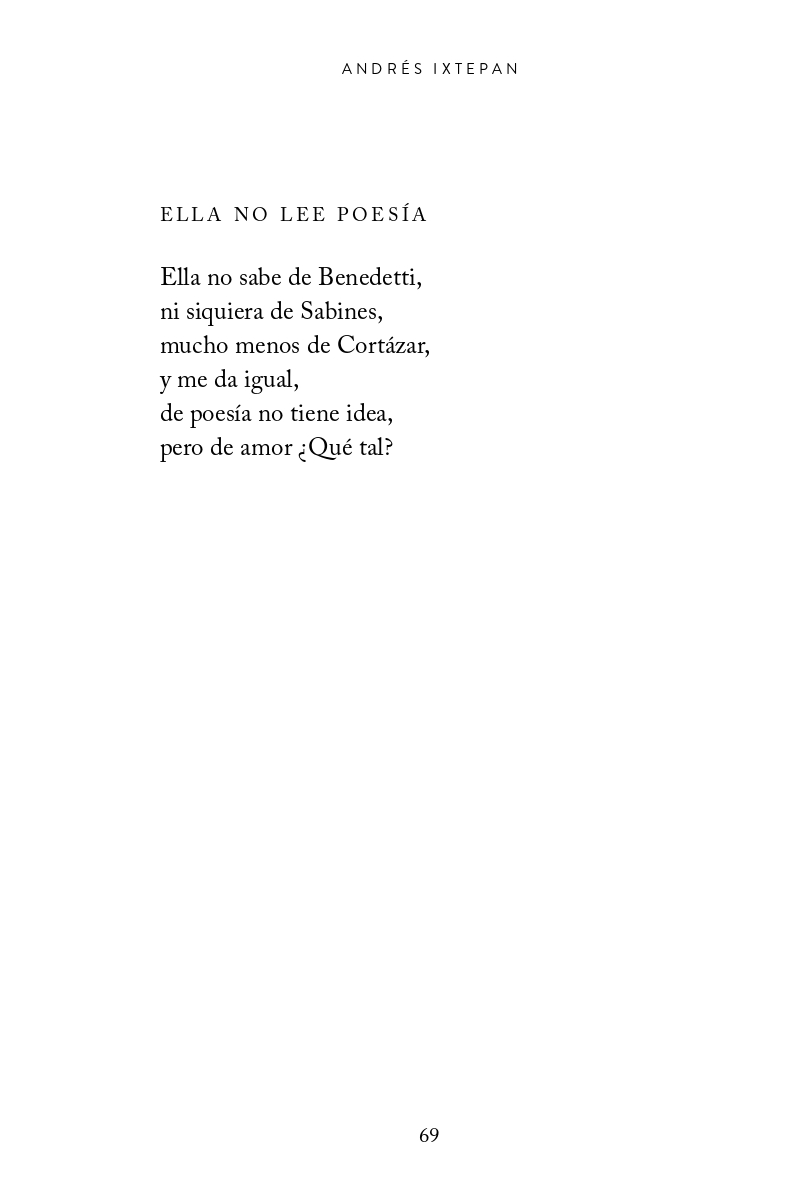 ANDRÉS IXTEPAN
ELLA NO LEE POESÍA
Ella no sabe de Benedetti,
ni siquiera de Sabines,
mucho menos de Cortázar,
y me da igual,
de poesía no tiene idea,
pero de amor ¿Qué tal?
69